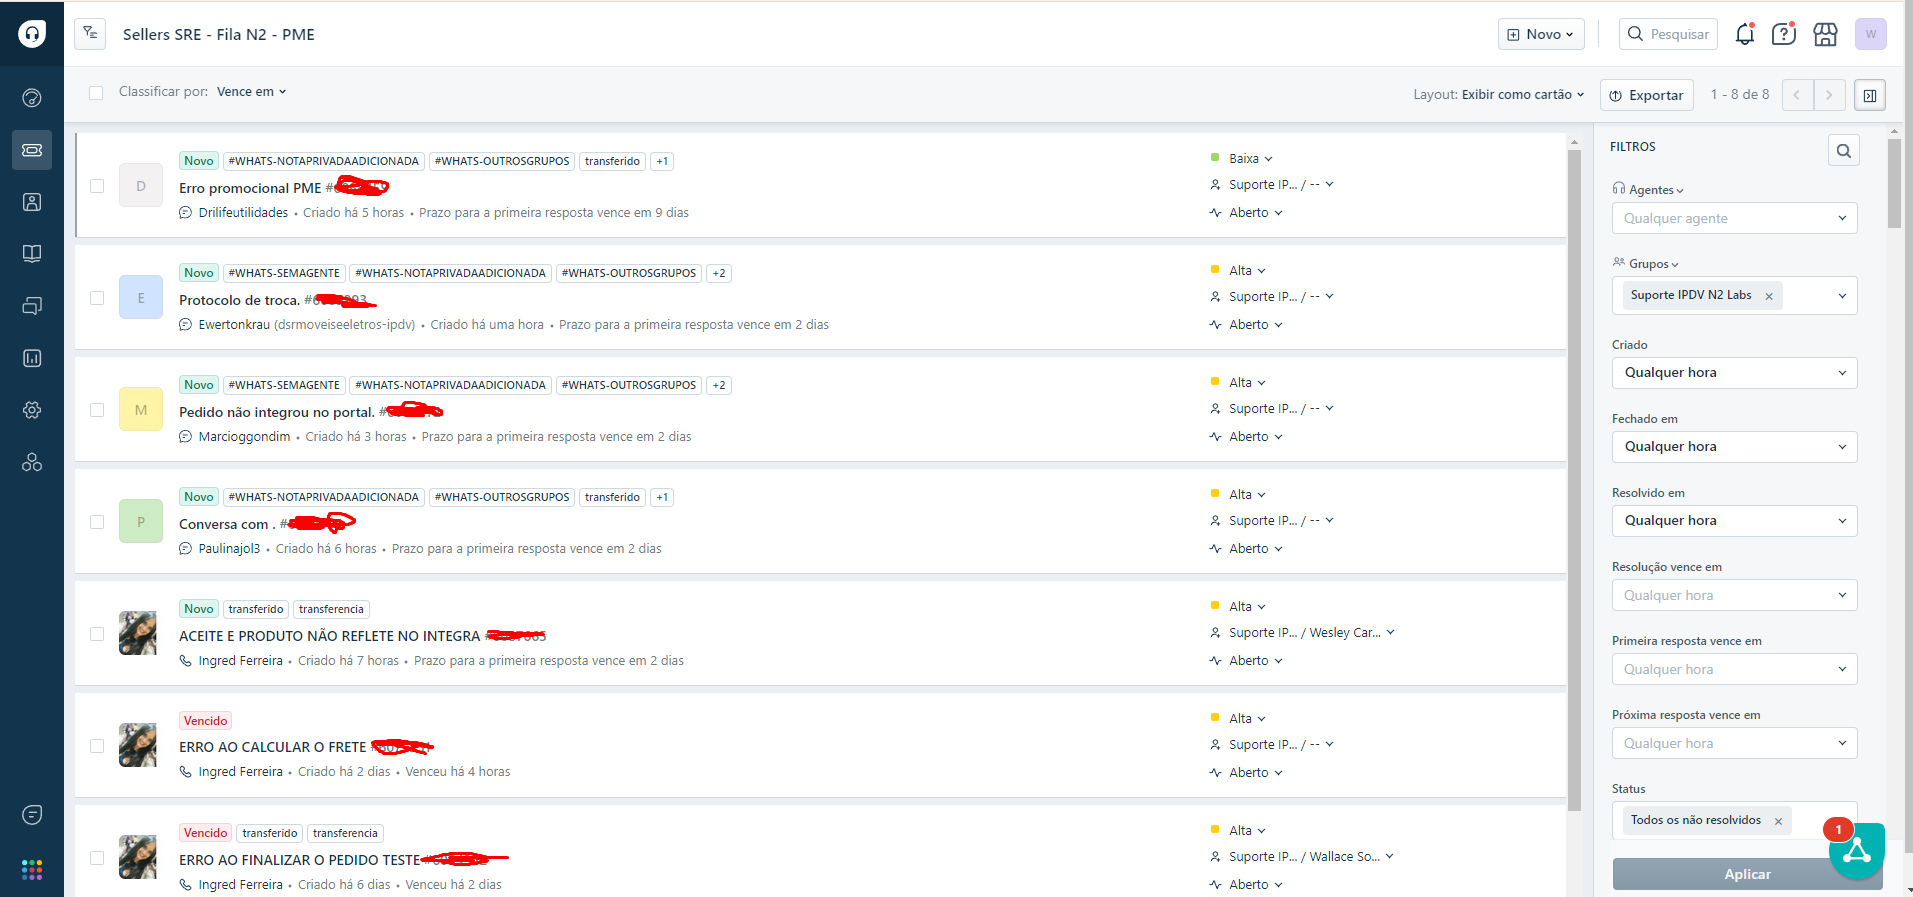 Sellers SRE - Fila N2 - PME
Novo
Pesquisar
W
Classificar por: Vence em
Layout: Exibir como cartão
Exportar
1 - 8 de 8
Novo #WHATS-NOTAPRIVADAADICIONADA #WHATS-OUTROSGRUPOS transferido +1
D
Erro promocional PME #
Drilifeutilidades • Criado há 5 horas • Prazo para a primeira resposta vence em 9 dias
Baixa
Suporte IP... / --
Aberto
Novo #WHATS-SEMAGENTE #WHATS-NOTAPRIVADAADICIONADA #WHATS-OUTROSGRUPOS +2
E
Protocolo de troca. #
Ewertonkrau (dsrmoveiseeletros-ipdv) • Criado há uma hora • Prazo para a primeira resposta vence em 2 dias
Alta
Suporte IP... / --
Aberto
Novo #WHATS-SEMAGENTE #WHATS-NOTAPRIVADAADICIONADA #WHATS-OUTROSGRUPOS +2
M
Pedido não integrou no portal. #
Marcioggondim • Criado há 3 horas • Prazo para a primeira resposta vence em 2 dias
Alta
Suporte IP... / --
Aberto
Novo #WHATS-NOTAPRIVADAADICIONADA #WHATS-OUTROSGRUPOS transferido +1
P
Conversa com . #
Paulinajol3 • Criado há 6 horas • Prazo para a primeira resposta vence em 2 dias
Alta
Suporte IP... / --
Aberto
Novo transferido transferencia
ACEITE E PRODUTO NÃO REFLETE NO INTEGRA
Ingred Ferreira • Criado há 7 horas • Prazo para a primeira resposta vence em 2 dias
Alta
Suporte IP... / Wesley Car...
Aberto
Vencido
ERRO AO CALCULAR O FRETE
Ingred Ferreira • Criado há 2 dias • Venceu há 4 horas
Alta
Suporte IP... / --
Aberto
Vencido transferido transferencia
ERRO AO FINALIZAR O PEDIDO TESTE
Ingred Ferreira • Criado há 6 dias • Venceu há 2 dias
Alta
Suporte IP... / Wallace So...
Aberto
FILTROS
Agentes
Qualquer agente
Grupos
Suporte IPDV N2 Labs ×
Criado
Qualquer hora
Fechado em
Qualquer hora
Resolvido em
Qualquer hora
Resolução vence em
Qualquer hora
Primeira resposta vence em
Qualquer hora
Próxima resposta vence em
Qualquer hora
Status
Todos os não resolvidos ×
1
Aplicar